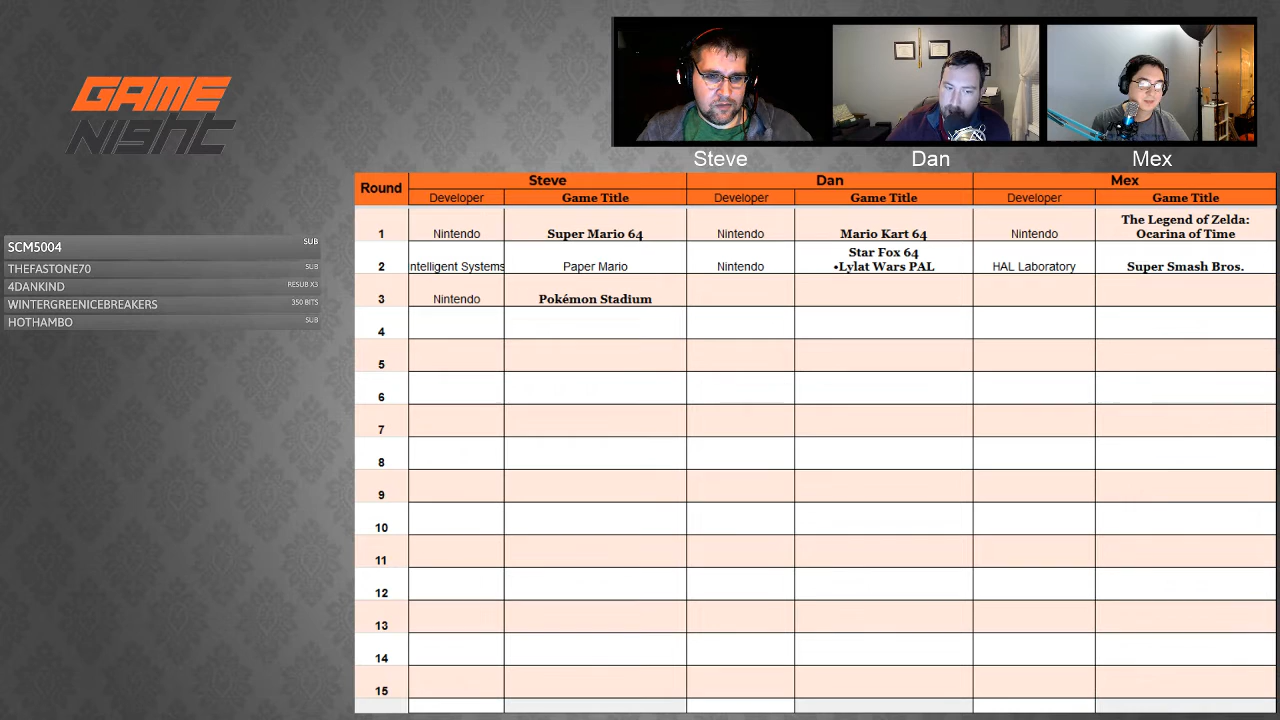 GAME
NIGHT
Steve
Dan
Mex
SCM5004 SUB
THEFASTONE70 SUB
4DANKIND RESUB X3
WINTERGREENICEBREAKERS 350 BITS
HOTHAMBO SUB
Round Steve Dan Mex
Developer Game Title Developer Game Title Developer Game Title
1 Nintendo Super Mario 64 Nintendo Mario Kart 64 Nintendo The Legend of Zelda:
Ocarina of Time
2 ntelligent Systems Paper Mario Nintendo Star Fox 64
•Lylat Wars PAL HAL Laboratory Super Smash Bros.
3 Nintendo Pokémon Stadium
4
5
6
7
8
9
10
11
12
13
14
15